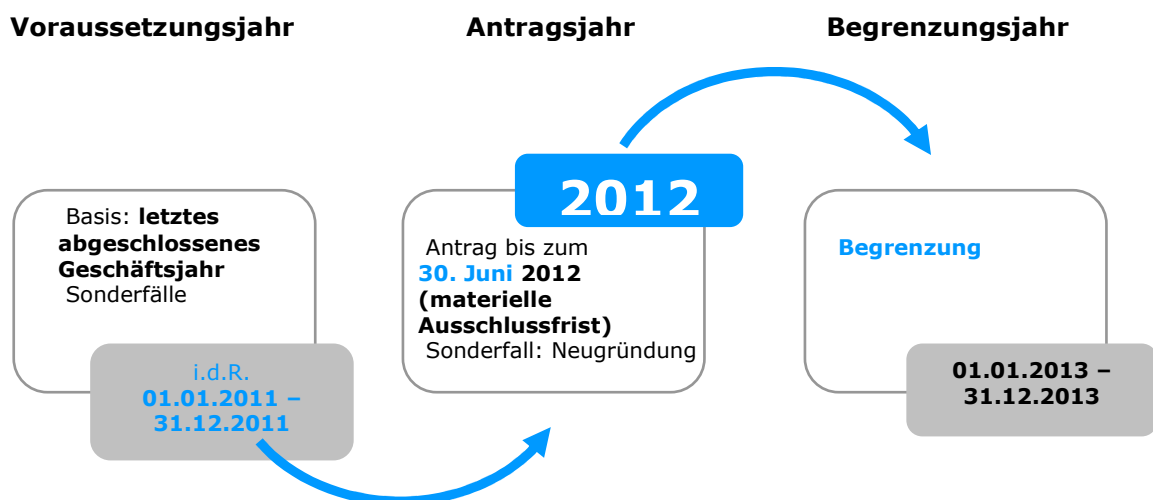 Voraussetzungsjahr
Antragsjahr
Begrenzungsjahr
Basis: letztes
abgeschlossenes
Geschäftsjahr
Sonderfälle
i.d.R.
01.01.2011 –
31.12.2011
2012
Antrag bis zum
30. Juni 2012
(materielle
Ausschlussfrist)
Sonderfall: Neugründung
Begrenzung
01.01.2013 –
31.12.2013